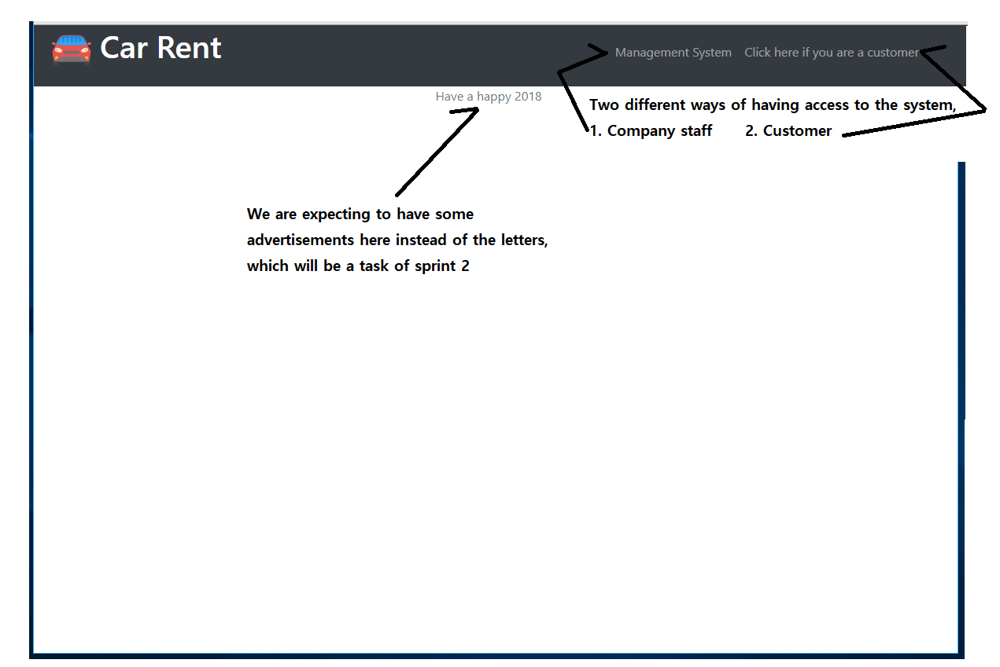 Car Rent
Management System
Click here if you are a customer
Have a happy 2018
Two different ways of having access to the system,
1. Company staff 2. Customer
We are expecting to have some
advertisements here instead of the letters,
which will be a task of sprint 2